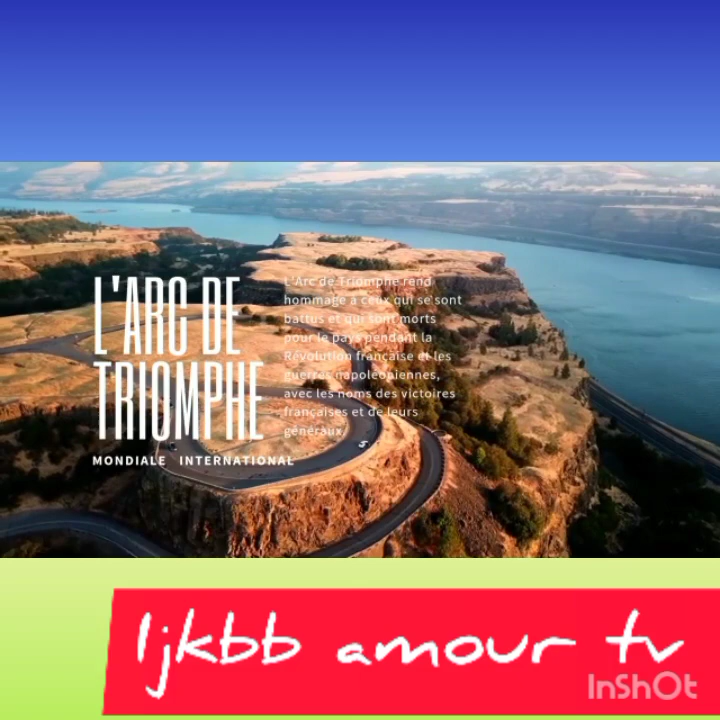 L'ARC DE
TRIOMPHE
MONDIALE INTERNATIONAL
L'Arc de Triomphe rend
hommage à ceux qui se sont
battus et qui sont morts
pour le pays pendant la
Révolution française et les
guerres napoléoniennes,
avec les noms des victoires
françaises et de leurs
généraux.
Ijkbb amour tv
InShOt